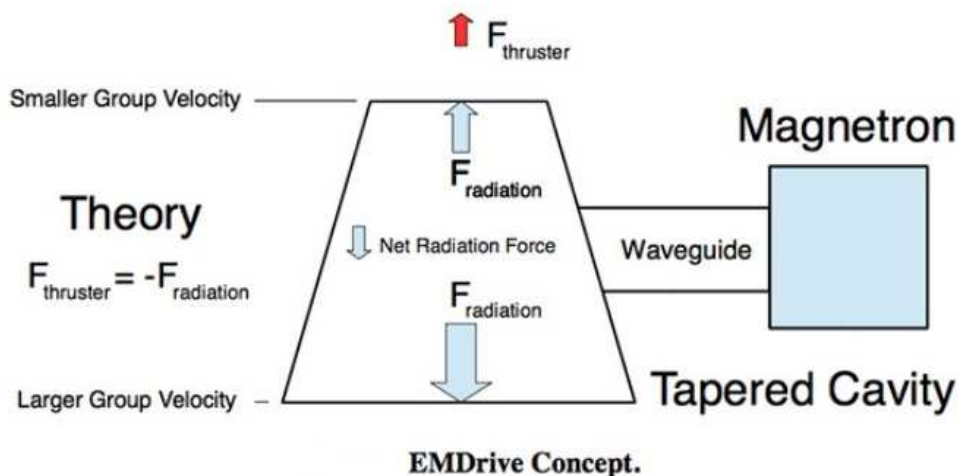 F thruster
Smaller Group Velocity
Magnetron
F radiation
Theory
Net Radiation Force
Waveguide
F thruster = -F radiation
F radiation
Larger Group Velocity
Tapered Cavity
EMDrive Concept.